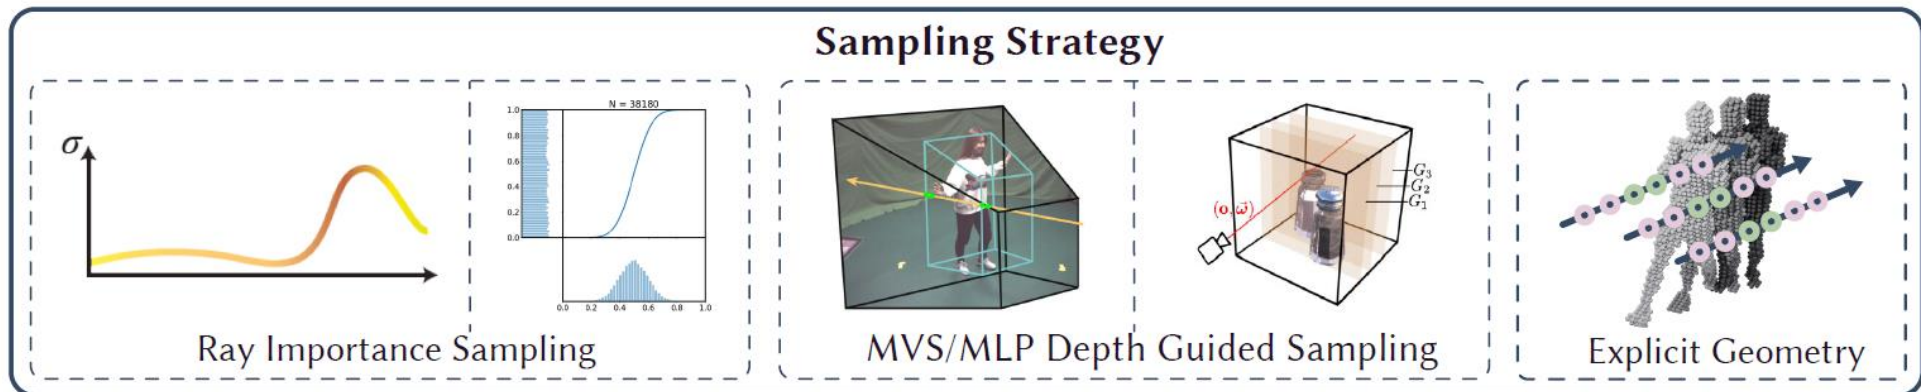 Sampling Strategy
σ
N = 38180
1.0
0.8
0.6
0.4
0.2
0.0
0.0 0.2 0.4 0.6 0.8 1.0
Ray Importance Sampling
(o, ω⃗)
G₃
G₂
G₁
MVS/MLP Depth Guided Sampling
Explicit Geometry